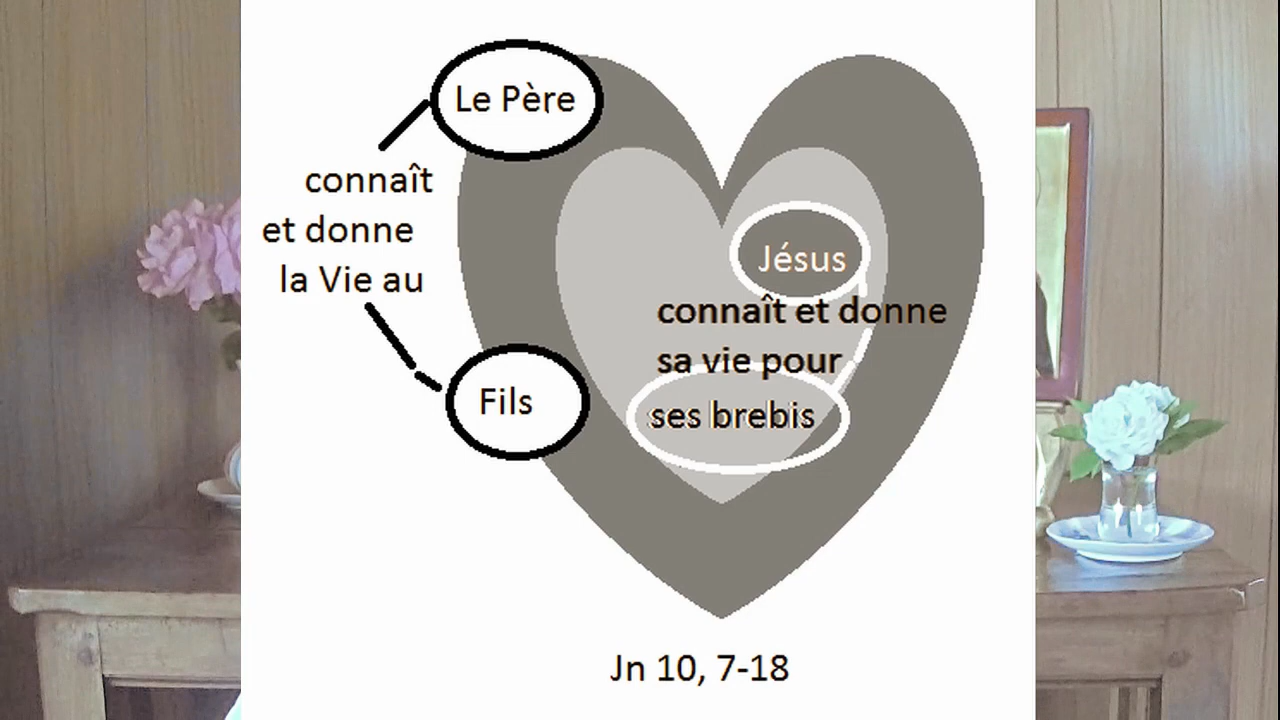 Le Père
connaît
et donne
la Vie au
Fils
Jésus
connaît et donne
sa vie pour
ses brebis
Jn 10, 7-18